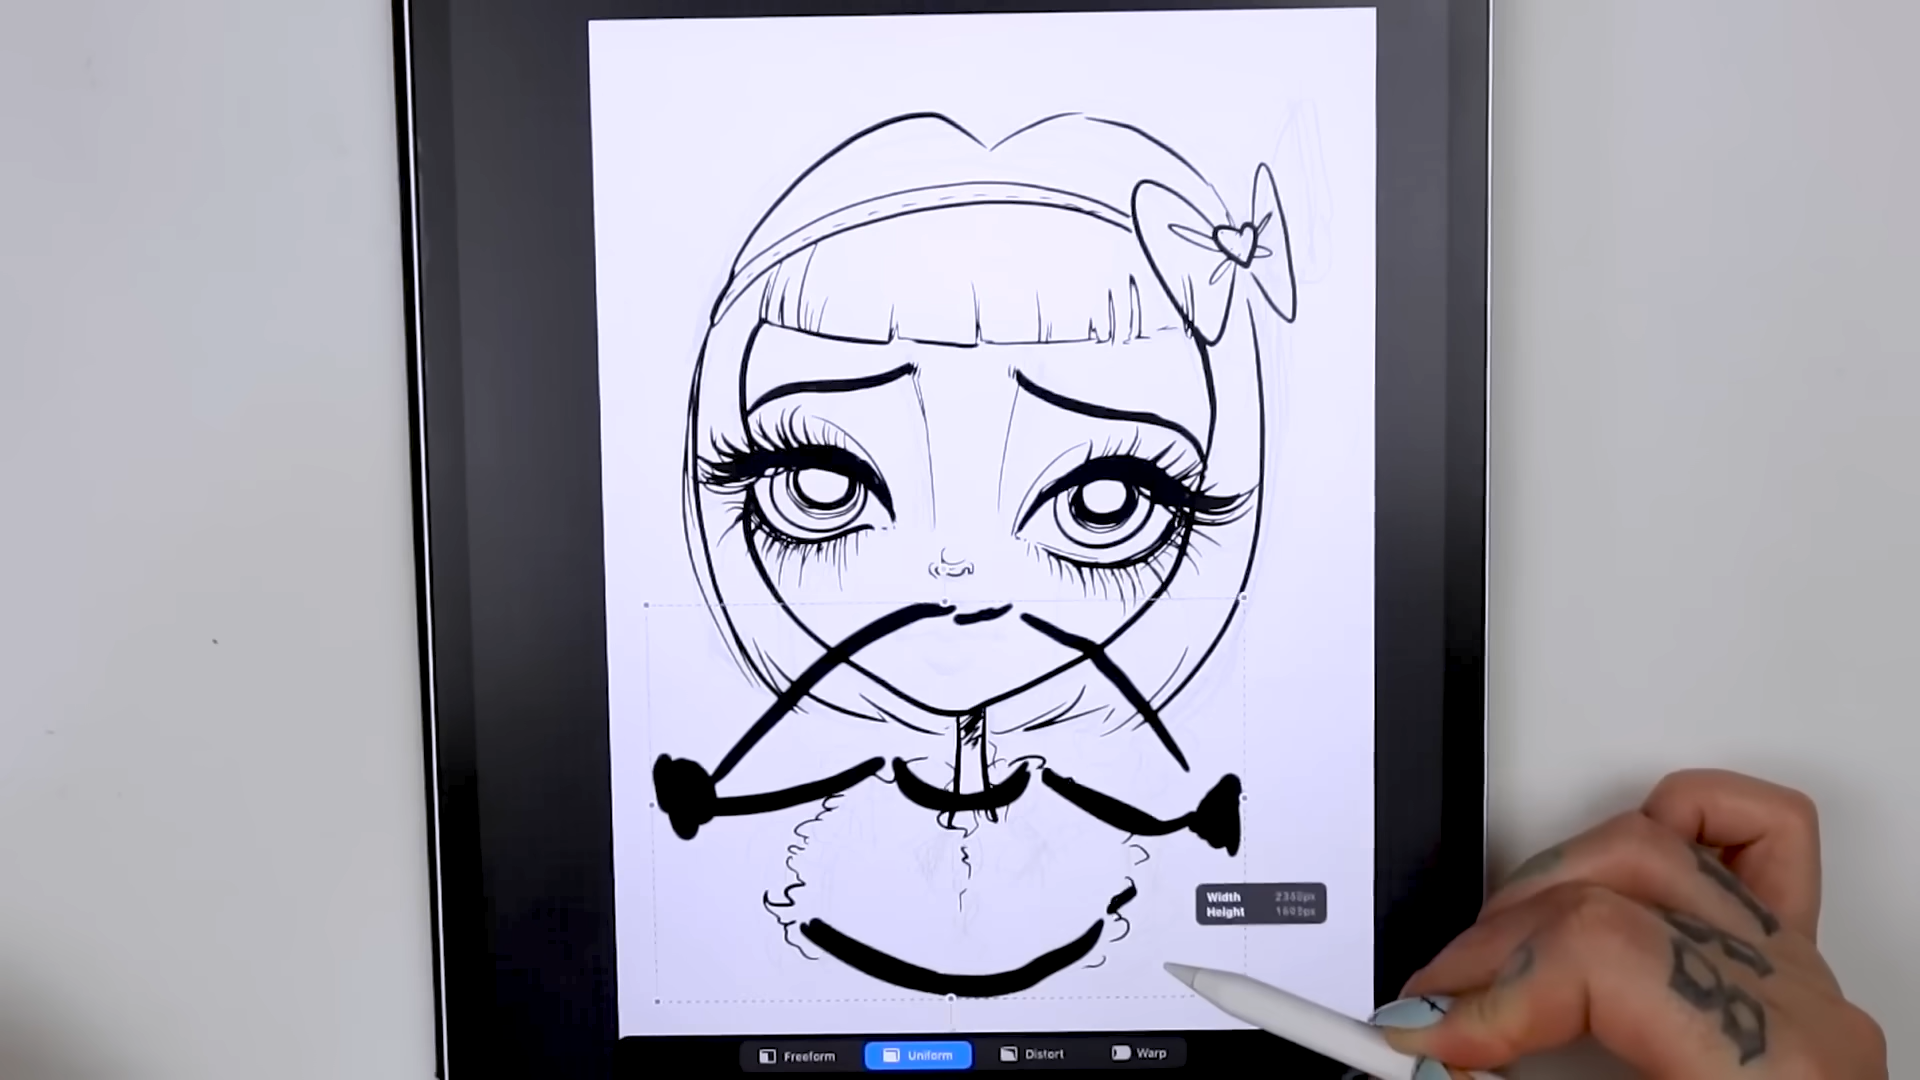 Width
Height
Freeform
Uniform
Distort
Warp